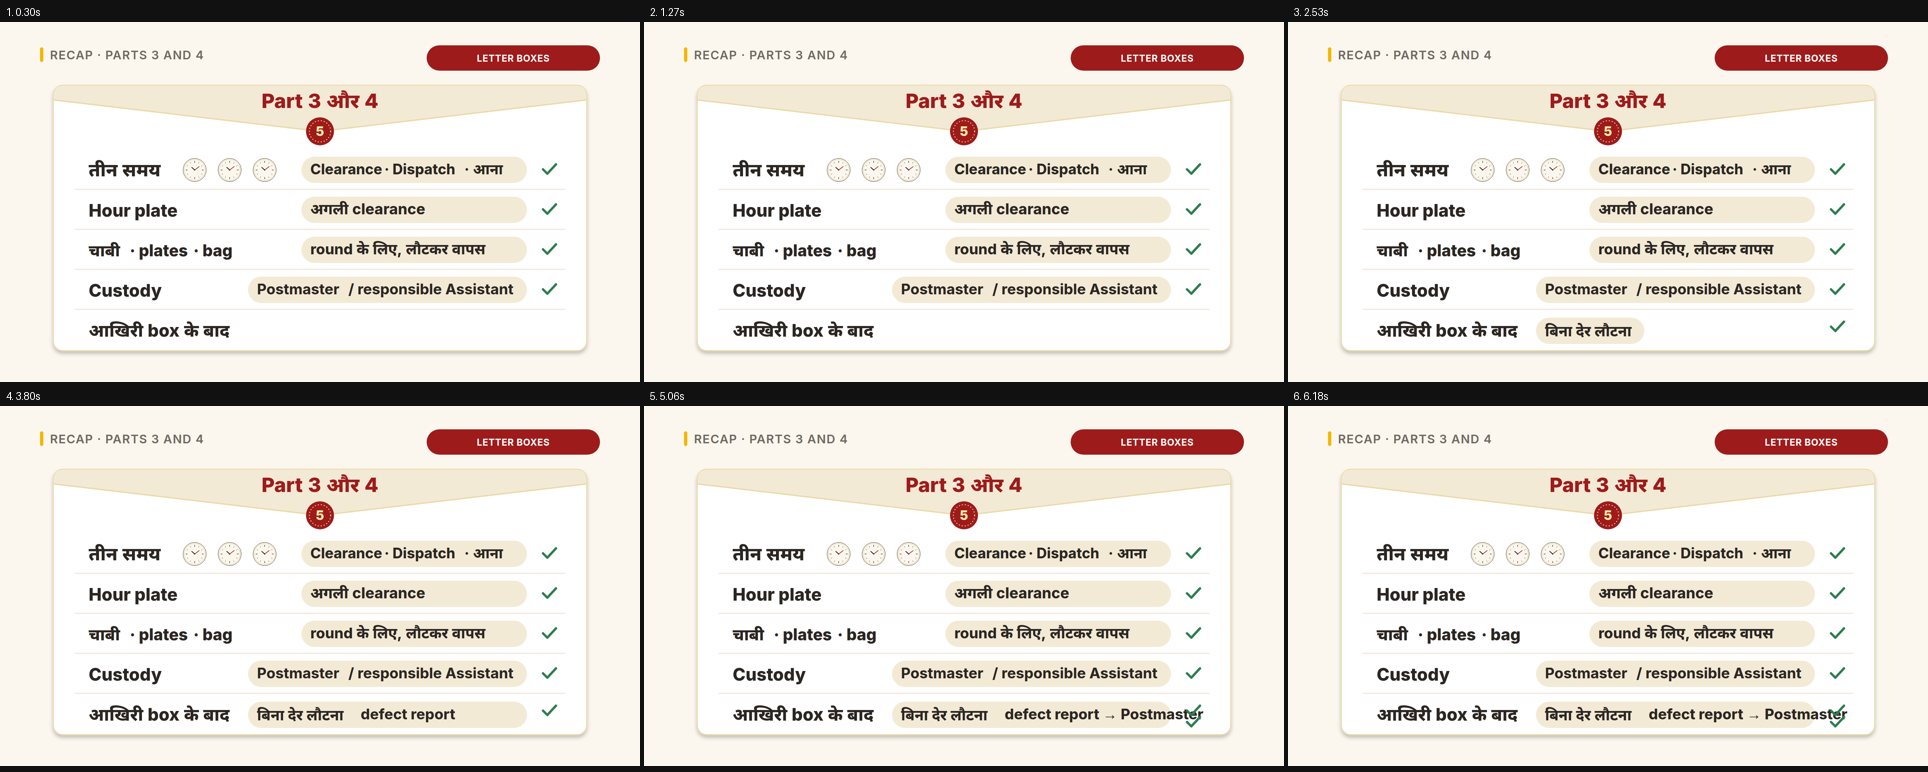 1. 0.30s
RECAP · PARTS 3 AND 4
LETTER BOXES
Part 3 और 4
5
तीन समय Clearance · Dispatch · आना
Hour plate अगली clearance
चाबी · plates · bag round के लिए, लौटकर वापस
Custody Postmaster / responsible Assistant
आखिरी box के बाद
2. 1.27s
RECAP · PARTS 3 AND 4
LETTER BOXES
Part 3 और 4
5
तीन समय Clearance · Dispatch · आना
Hour plate अगली clearance
चाबी · plates · bag round के लिए, लौटकर वापस
Custody Postmaster / responsible Assistant
आखिरी box के बाद
3. 2.53s
RECAP · PARTS 3 AND 4
LETTER BOXES
Part 3 और 4
5
तीन समय Clearance · Dispatch · आना
Hour plate अगली clearance
चाबी · plates · bag round के लिए, लौटकर वापस
Custody Postmaster / responsible Assistant
आखिरी box के बाद बिना देर लौटना
4. 3.80s
RECAP · PARTS 3 AND 4
LETTER BOXES
Part 3 और 4
5
तीन समय Clearance · Dispatch · आना
Hour plate अगली clearance
चाबी · plates · bag round के लिए, लौटकर वापस
Custody Postmaster / responsible Assistant
आखिरी box के बाद बिना देर लौटना defect report
5. 5.06s
RECAP · PARTS 3 AND 4
LETTER BOXES
Part 3 और 4
5
तीन समय Clearance · Dispatch · आना
Hour plate अगली clearance
चाबी · plates · bag round के लिए, लौटकर वापस
Custody Postmaster / responsible Assistant
आखिरी box के बाद बिना देर लौटना defect report → Postmaster
6. 6.18s
RECAP · PARTS 3 AND 4
LETTER BOXES
Part 3 और 4
5
तीन समय Clearance · Dispatch · आना
Hour plate अगली clearance
चाबी · plates · bag round के लिए, लौटकर वापस
Custody Postmaster / responsible Assistant
आखिरी box के बाद बिना देर लौटना defect report → Postmaster